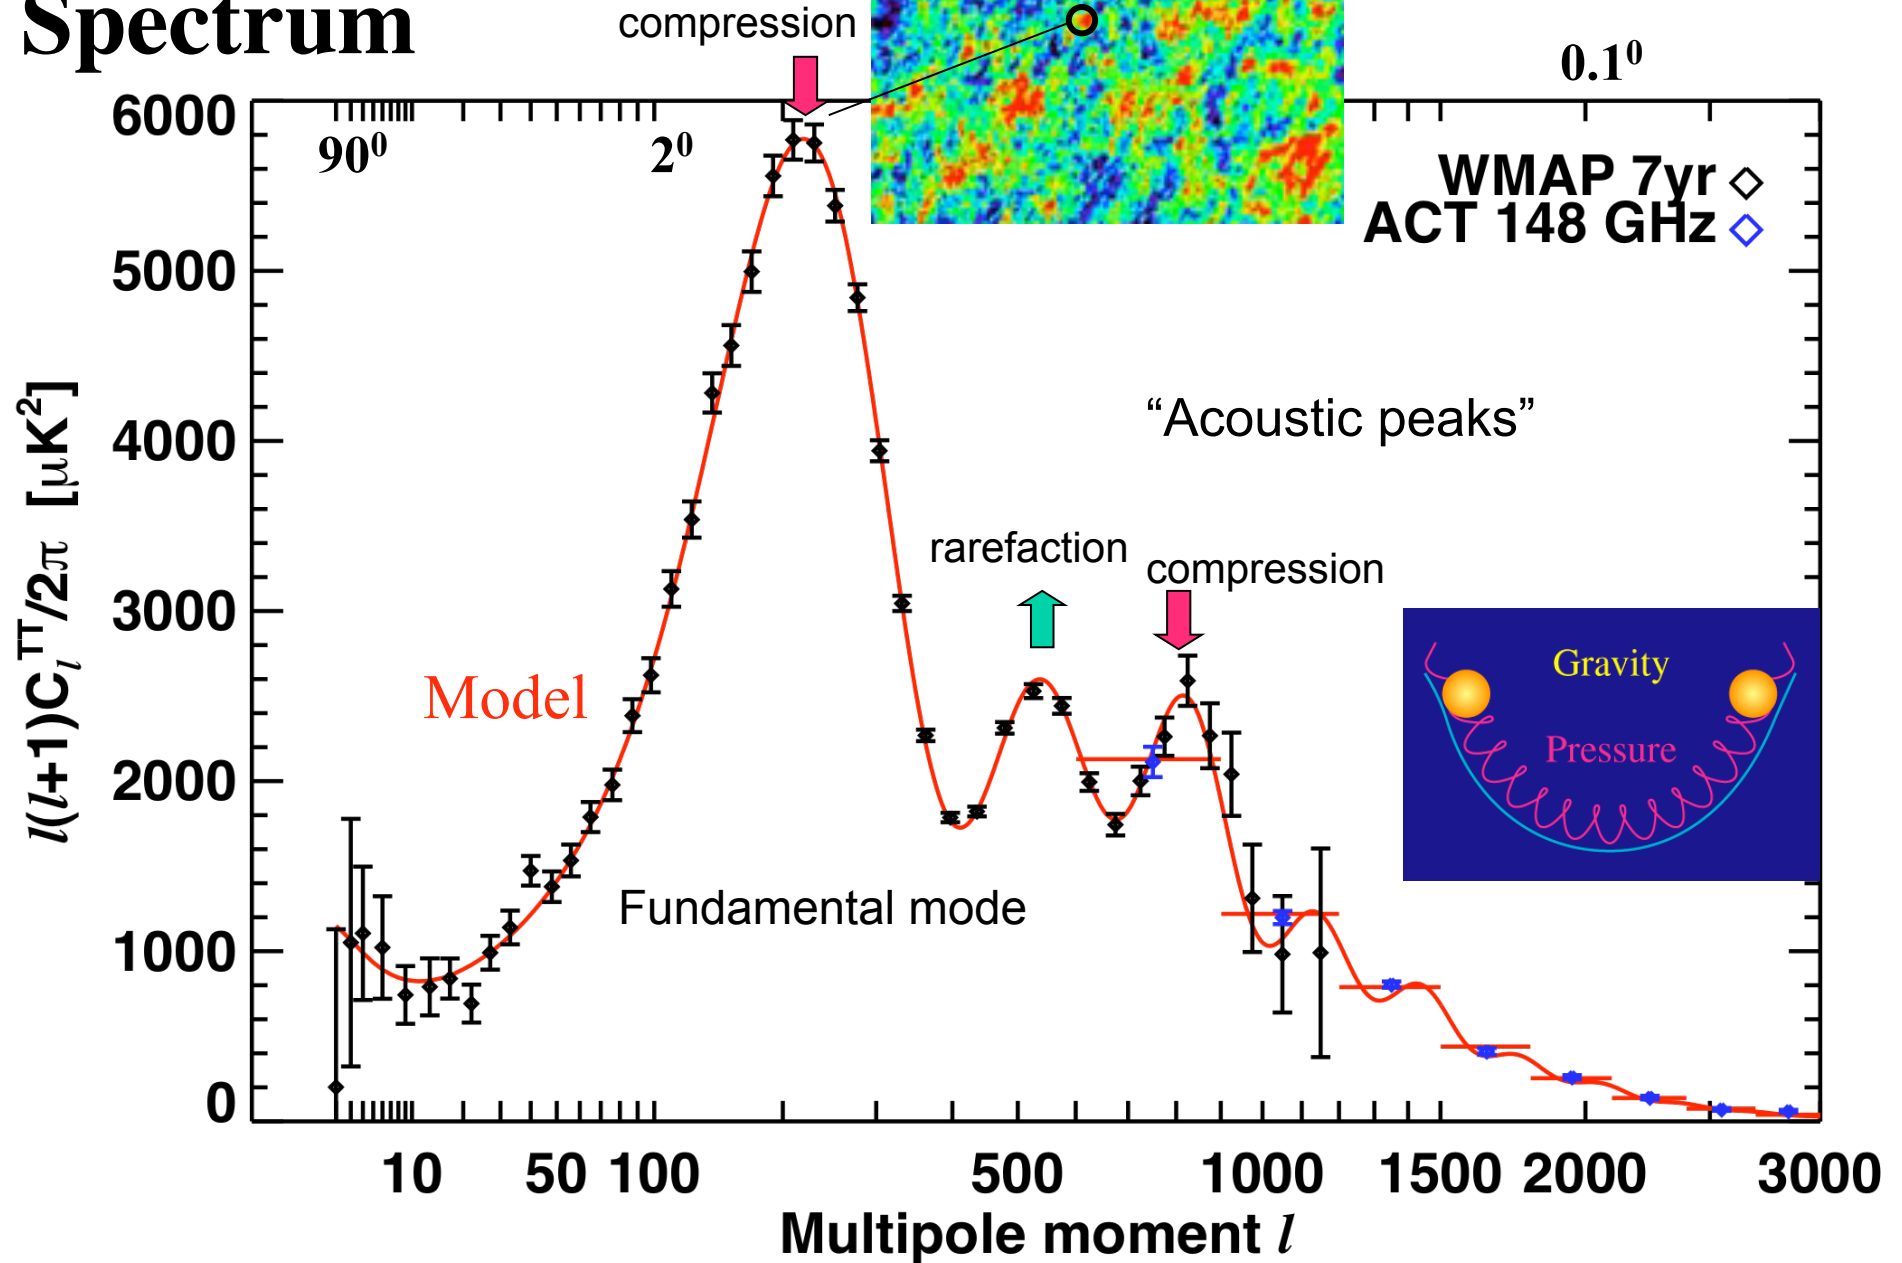 Spectrum
compression
0.1⁰
90⁰
2⁰
WMAP 7yr
ACT 148 GHz
6000
5000
4000
3000
2000
1000
0
l(l+1)C_l^TT/2π [μK²]
“Acoustic peaks”
rarefaction
compression
Model
Gravity
Pressure
Fundamental mode
10 50 100 500 1000 1500 2000 3000
Multipole moment l